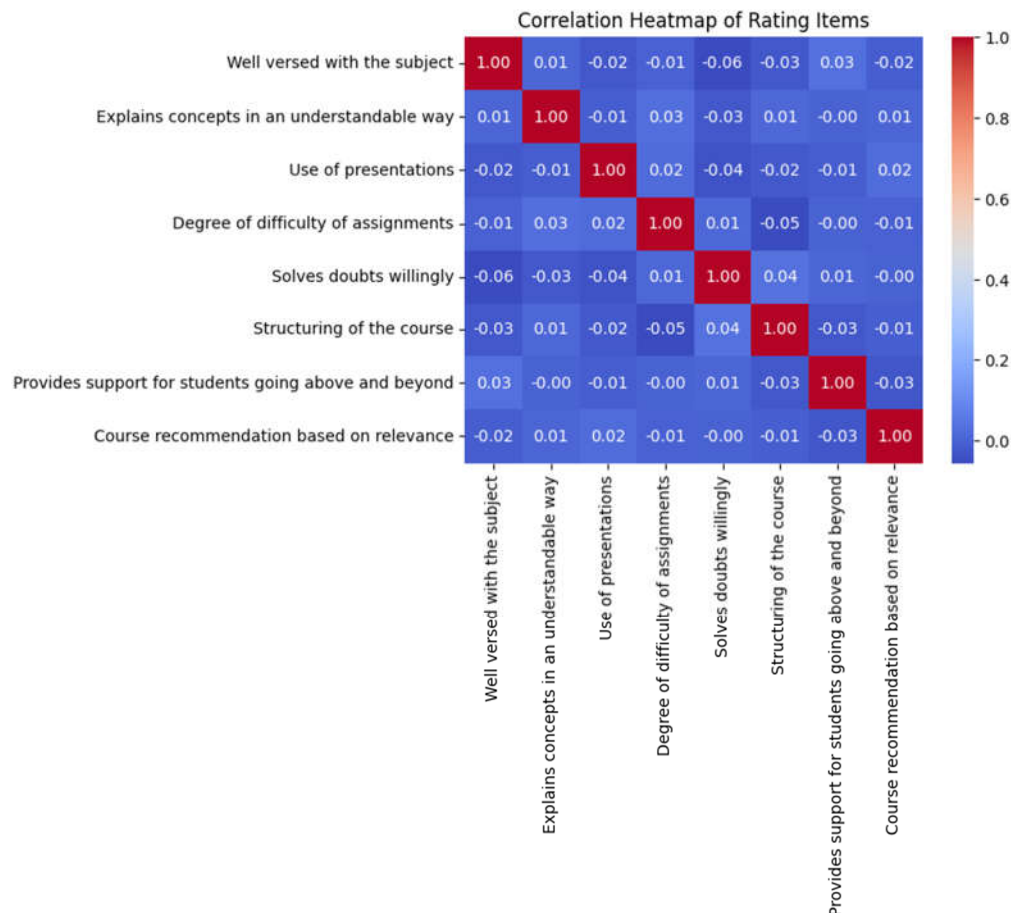 Correlation Heatmap of Rating Items
Well versed with the subject 1.00 0.01 -0.02 -0.01 -0.06 -0.03 0.03 -0.02
Explains concepts in an understandable way 0.01 1.00 -0.01 0.03 -0.03 0.01 -0.00 0.01
Use of presentations -0.02 -0.01 1.00 0.02 -0.04 -0.02 -0.01 0.02
Degree of difficulty of assignments -0.01 0.03 0.02 1.00 0.01 -0.05 -0.00 -0.01
Solves doubts willingly -0.06 -0.03 -0.04 0.01 1.00 0.04 0.01 -0.00
Structuring of the course -0.03 0.01 -0.02 -0.05 0.04 1.00 -0.03 -0.01
Provides support for students going above and beyond 0.03 -0.00 -0.01 -0.00 0.01 -0.03 1.00 -0.03
Course recommendation based on relevance -0.02 0.01 0.02 -0.01 -0.00 -0.01 -0.03 1.00
Well versed with the subject
Explains concepts in an understandable way
Use of presentations
Degree of difficulty of assignments
Solves doubts willingly
Structuring of the course
Provides support for students going above and beyond
Course recommendation based on relevance
1.0
0.8
0.6
0.4
0.2
0.0